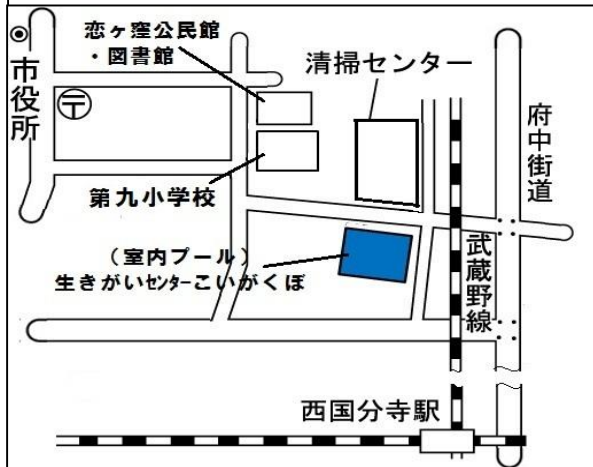 恋ヶ窪公民館
・図書館
清掃センター
市役所
〒
府中街道
第九小学校
(室内プール)
生きがいセンターこいがくぼ
武蔵野線
西国分寺駅